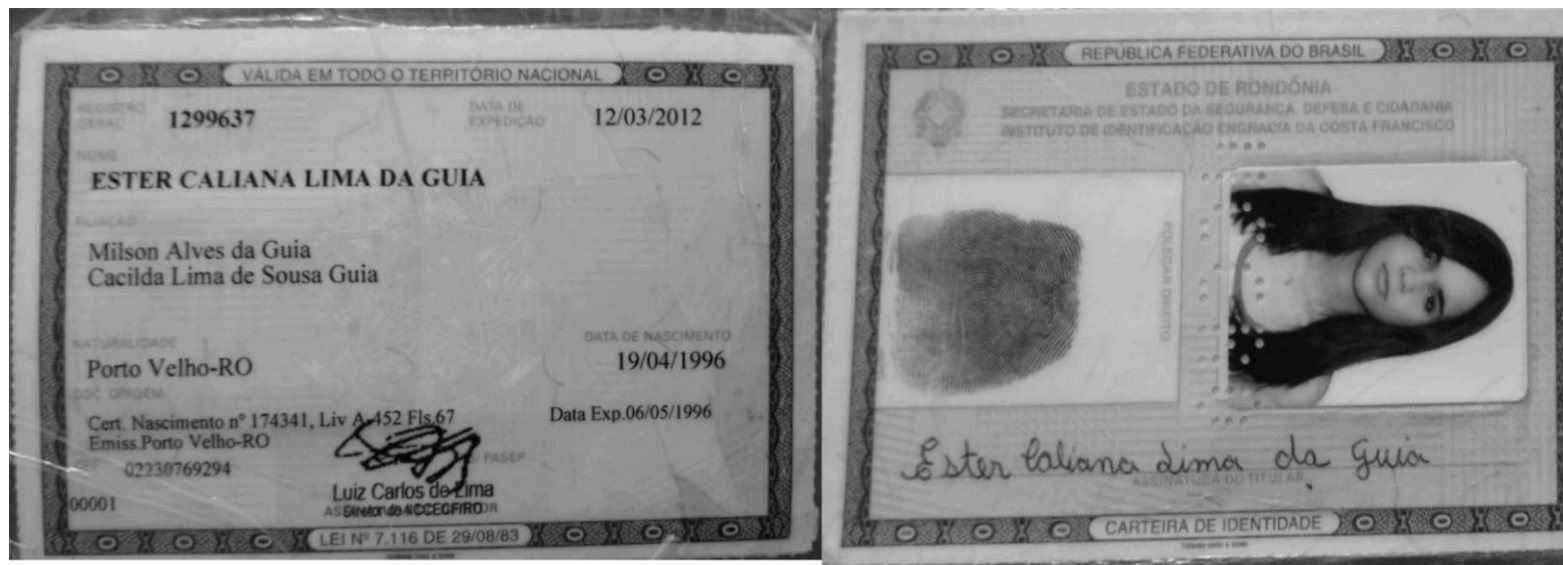 VÁLIDA EM TODO O TERRITÓRIO NACIONAL
REGISTRO GERAL 1299637 DATA DE EXPEDIÇÃO 12/03/2012
NOME
ESTER CALIANA LIMA DA GUIA
FILIAÇÃO
Milson Alves da Guia
Cacilda Lima de Sousa Guia
NATURALIDADE DATA DE NASCIMENTO
Porto Velho-RO 19/04/1996
DOC. ORIGEM
Cert. Nascimento nº 174341, Liv A-452 Fls.67 Data Exp.06/05/1996
Emiss.Porto Velho-RO
CPF 02230769294 PASEP
00001 Luiz Carlos de Lima
LEI Nº 7.116 DE 29/08/83
REPÚBLICA FEDERATIVA DO BRASIL
ESTADO DE RONDÔNIA
SECRETARIA DE ESTADO DA SEGURANÇA, DEFESA E CIDADANIA
INSTITUTO DE IDENTIFICAÇÃO ENGRACIA DA COSTA FRANCISCO
POLEGAR DIREITO
Ester Caliana Lima da Guia
ASSINATURA DO TITULAR
CARTEIRA DE IDENTIDADE